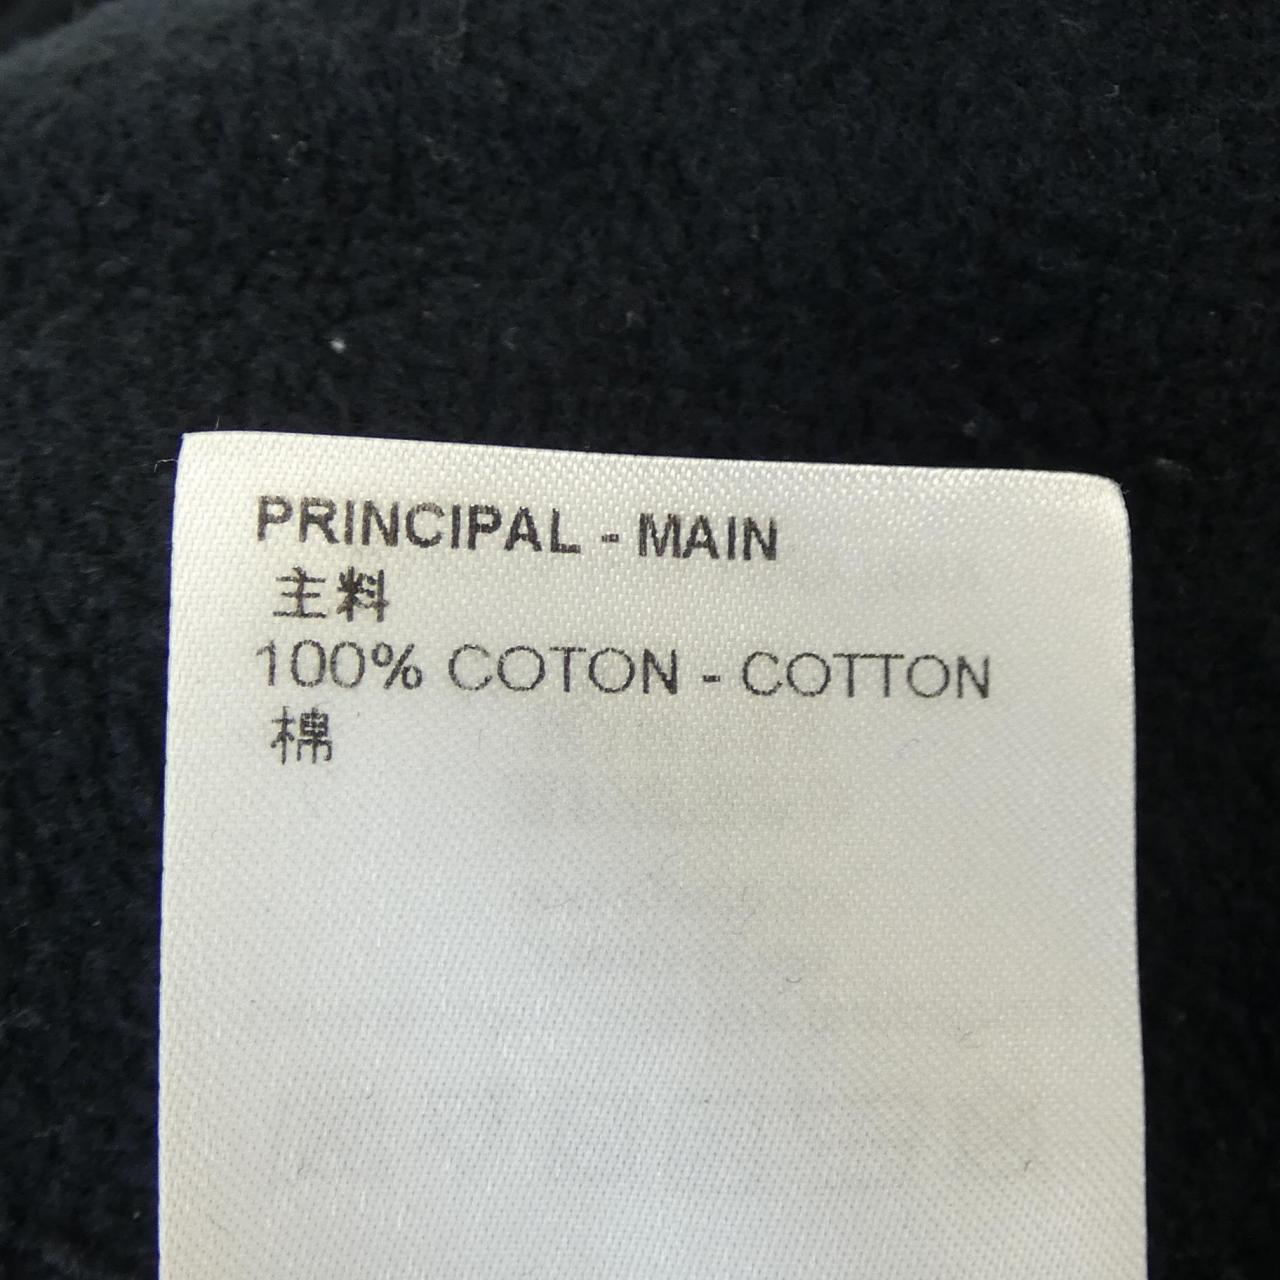 PRINCIPAL - MAIN
主料
100% COTON - COTTON
棉